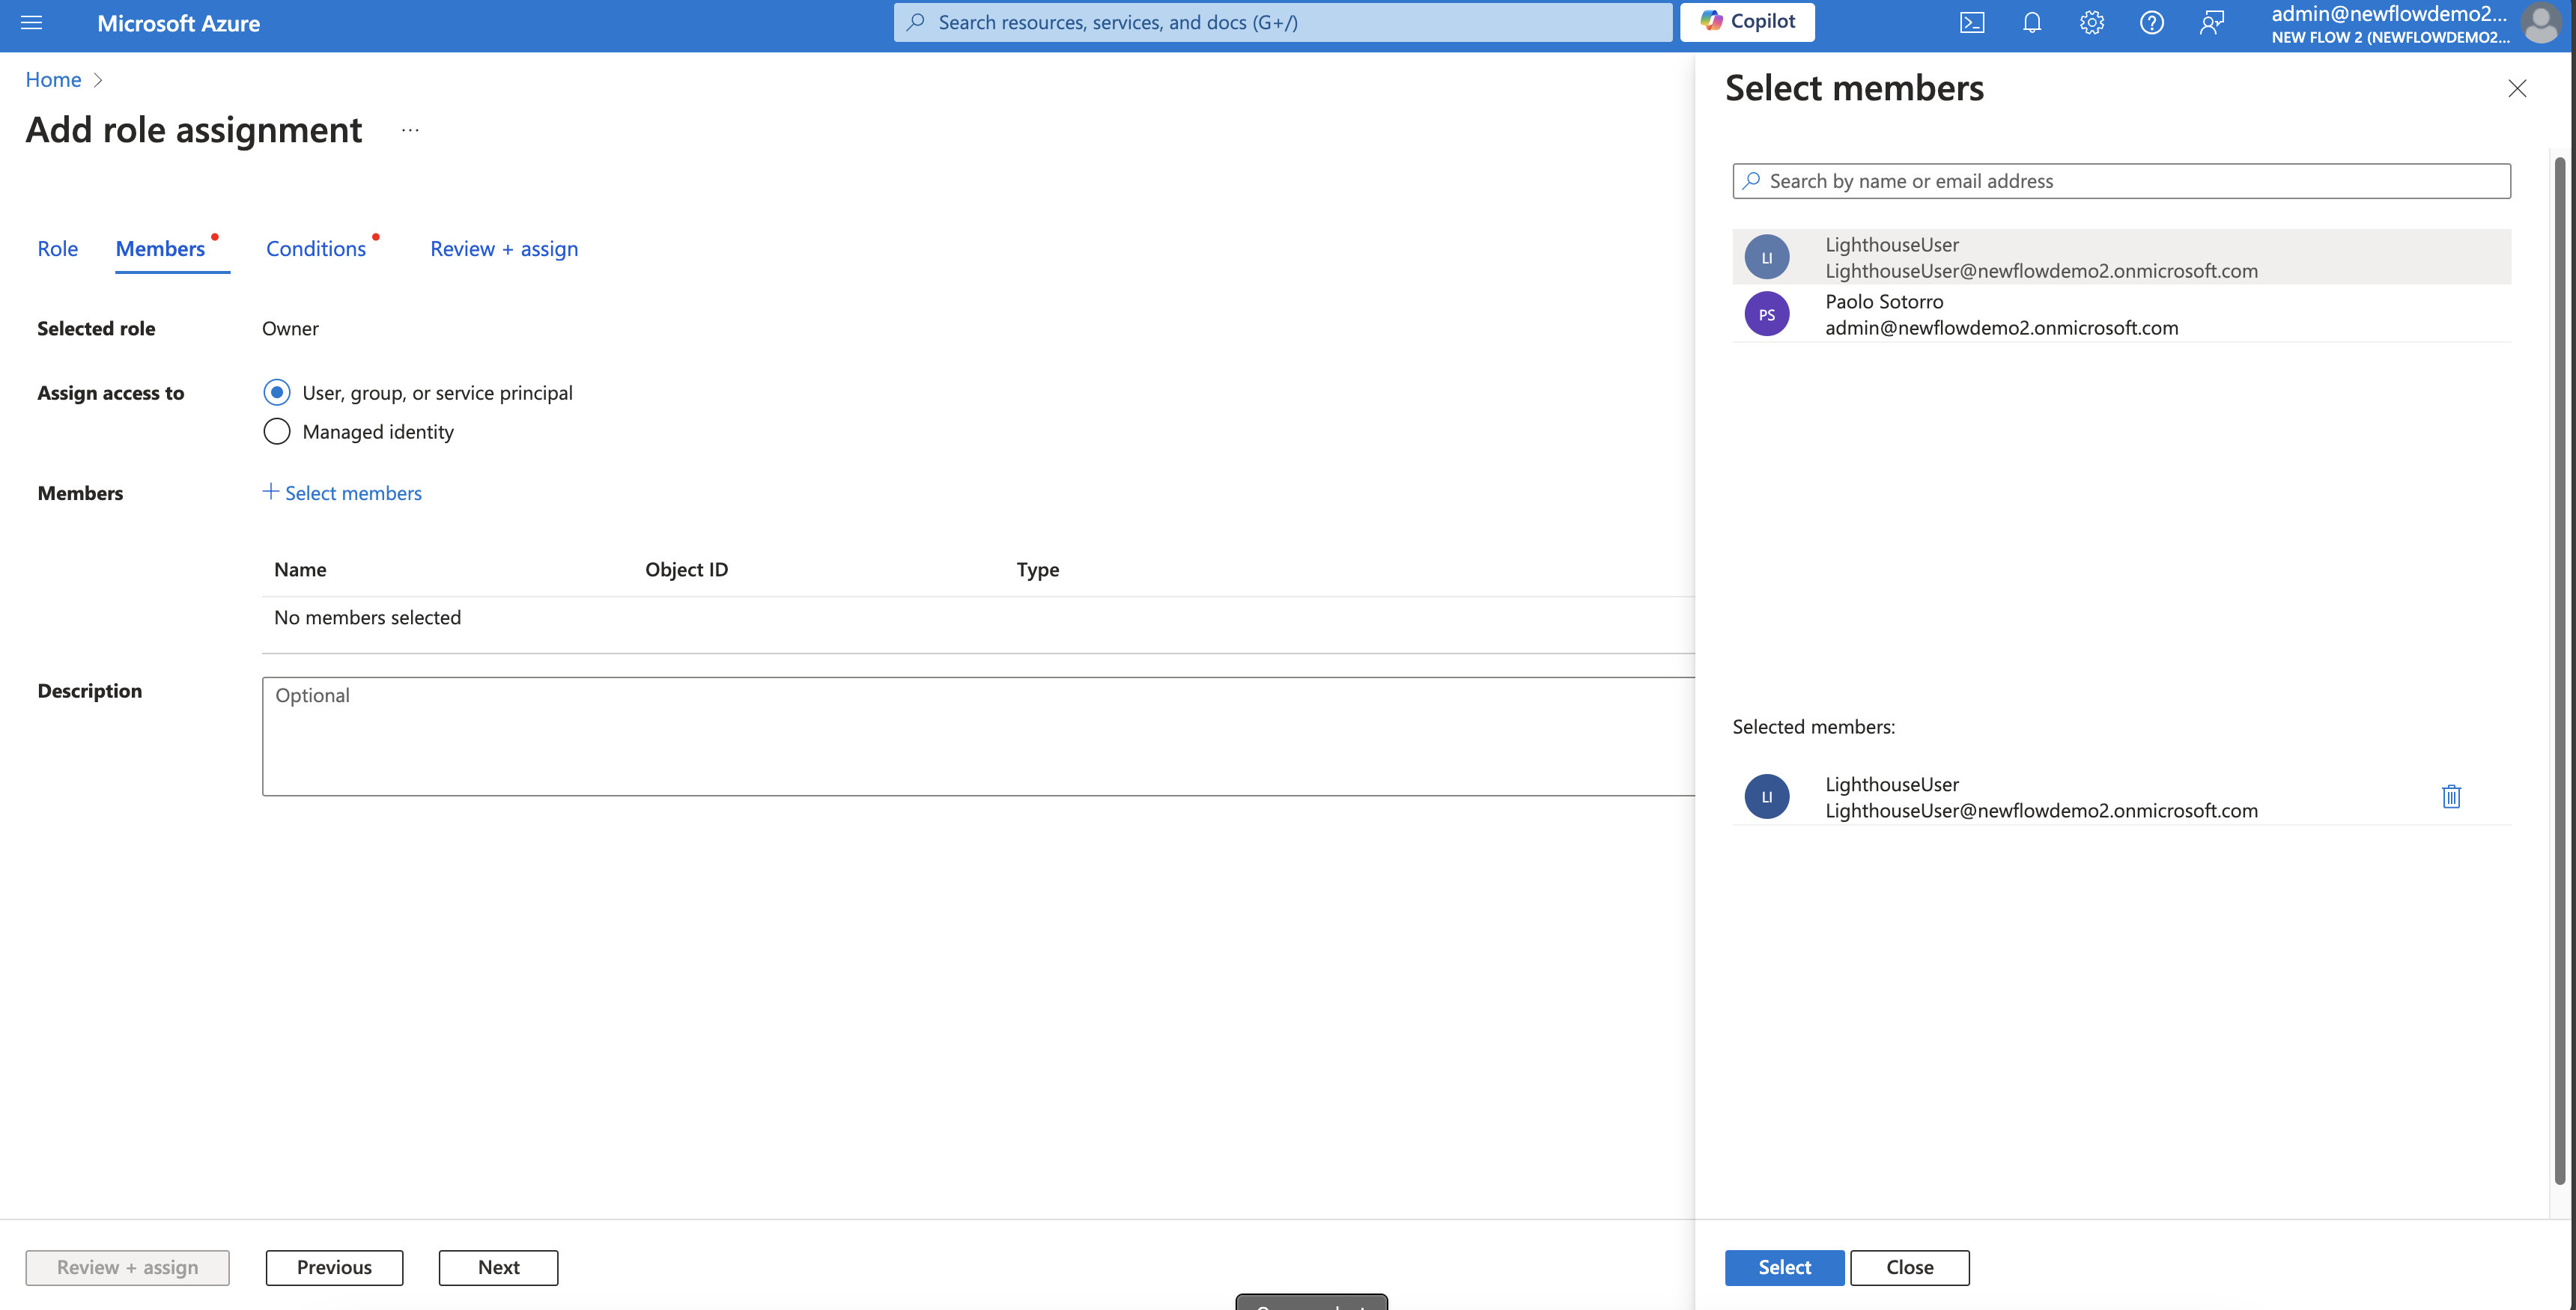 Microsoft Azure
Search resources, services, and docs (G+/)
Copilot
admin@newflowdemo2...
NEW FLOW 2 (NEWFLOWDEMO2...
Home
Add role assignment
...
Role
Members
Conditions
Review + assign
Selected role
Owner
Assign access to
User, group, or service principal
Managed identity
Members
Select members
Name
Object ID
Type
No members selected
Description
Optional
Review + assign
Previous
Next
Select members
Search by name or email address
LI
LighthouseUser
LighthouseUser@newflowdemo2.onmicrosoft.com
PS
Paolo Sotorro
admin@newflowdemo2.onmicrosoft.com
Selected members:
LI
LighthouseUser
LighthouseUser@newflowdemo2.onmicrosoft.com
Select
Close